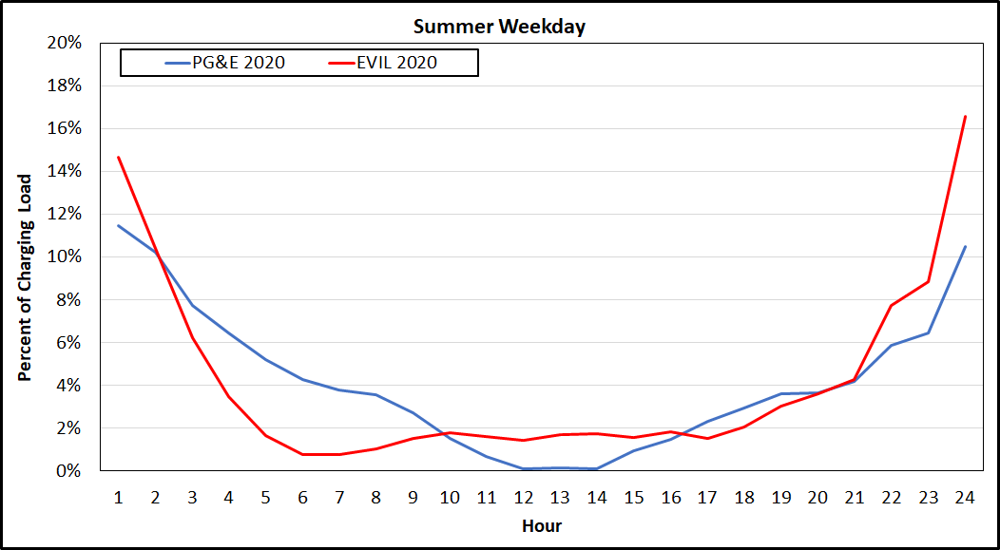 Summer Weekday
PG&E 2020 EVIL 2020
20%
18%
16%
14%
12%
10%
8%
6%
4%
2%
0%
Percent of Charging Load
1 2 3 4 5 6 7 8 9 10 11 12 13 14 15 16 17 18 19 20 21 22 23 24
Hour